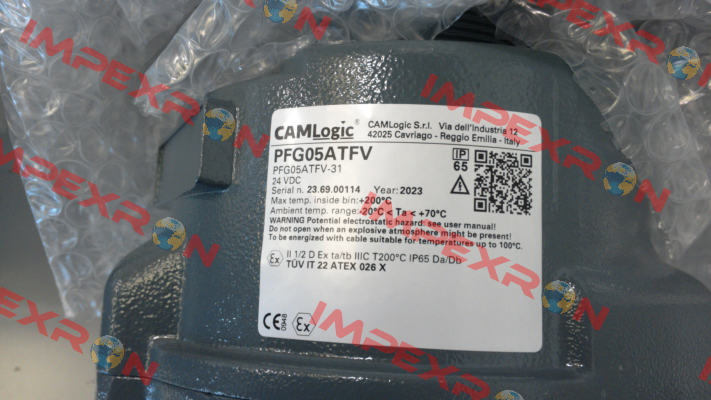 CAMLogic®
CAMLogic S.r.l. Via dell'Industria 12
42025 Cavriago - Reggio Emilia - Italy
PFG05ATFV
PFG05ATFV-31
24 VDC
Serial n. 23.69.00114 Year: 2023
Max temp. inside bin: +200°C
Ambient temp. range: -20°C < Ta < +70°C
WARNING Potential electrostatic hazard: see user manual!
Do not open when an explosive atmosphere might be present!
To be energized with cable suitable for temperatures up to 100°C.
IP
65
Ex II 1/2 D Ex ta/tb IIIC T200°C IP65 Da/Db
TÜV IT 22 ATEX 026 X
CE 0948 Ex
IMPEXRON
IMPEXRON
IMPEXRON
IMPEXRON
IMPEXRON